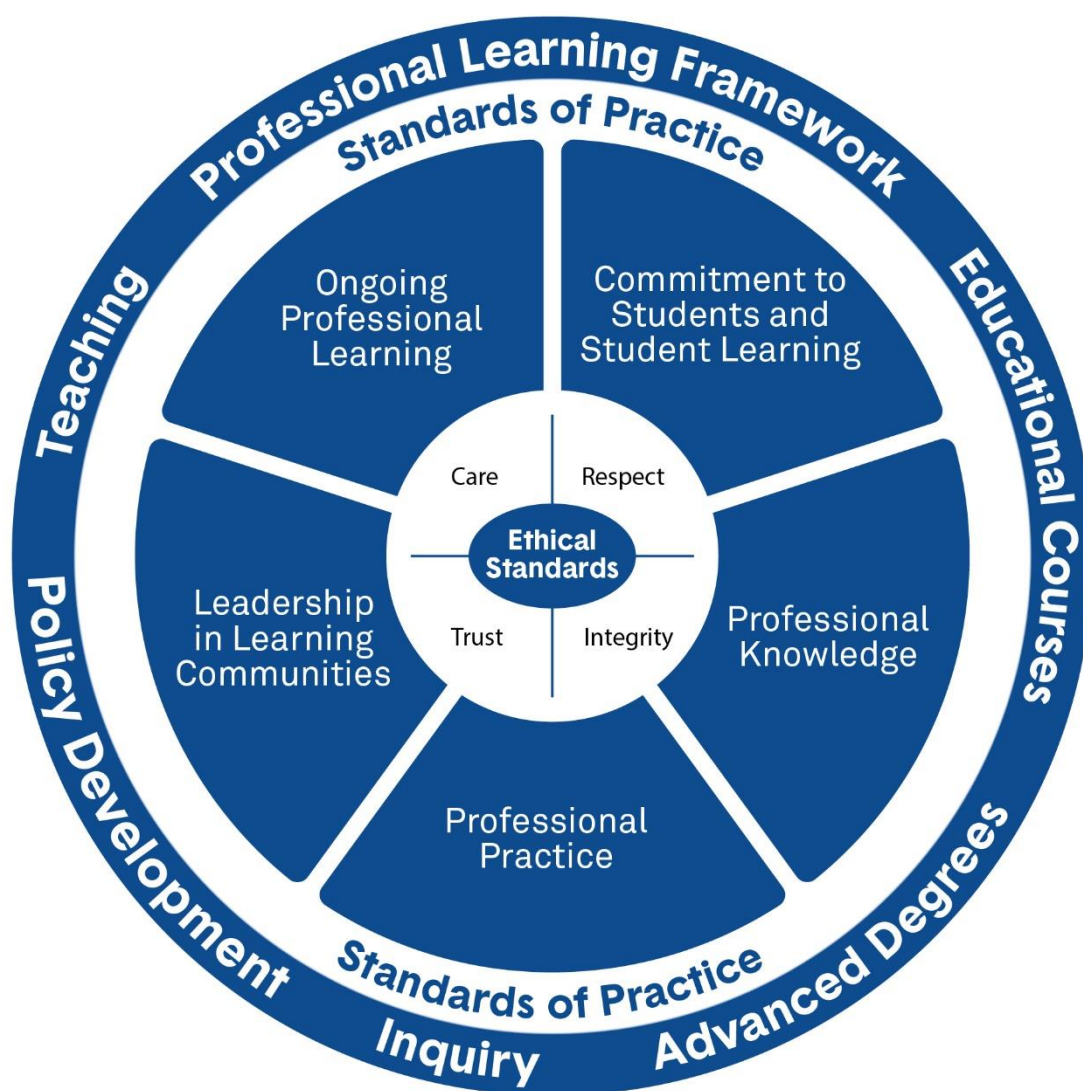 Professional Learning Framework
Educational Courses
Advanced Degrees
Inquiry
Policy Development
Teaching
Standards of Practice
Ongoing
Professional
Learning
Commitment to
Students and
Student Learning
Care
Respect
Ethical
Standards
Trust
Integrity
Leadership
in Learning
Communities
Professional
Knowledge
Professional
Practice
Standards of Practice